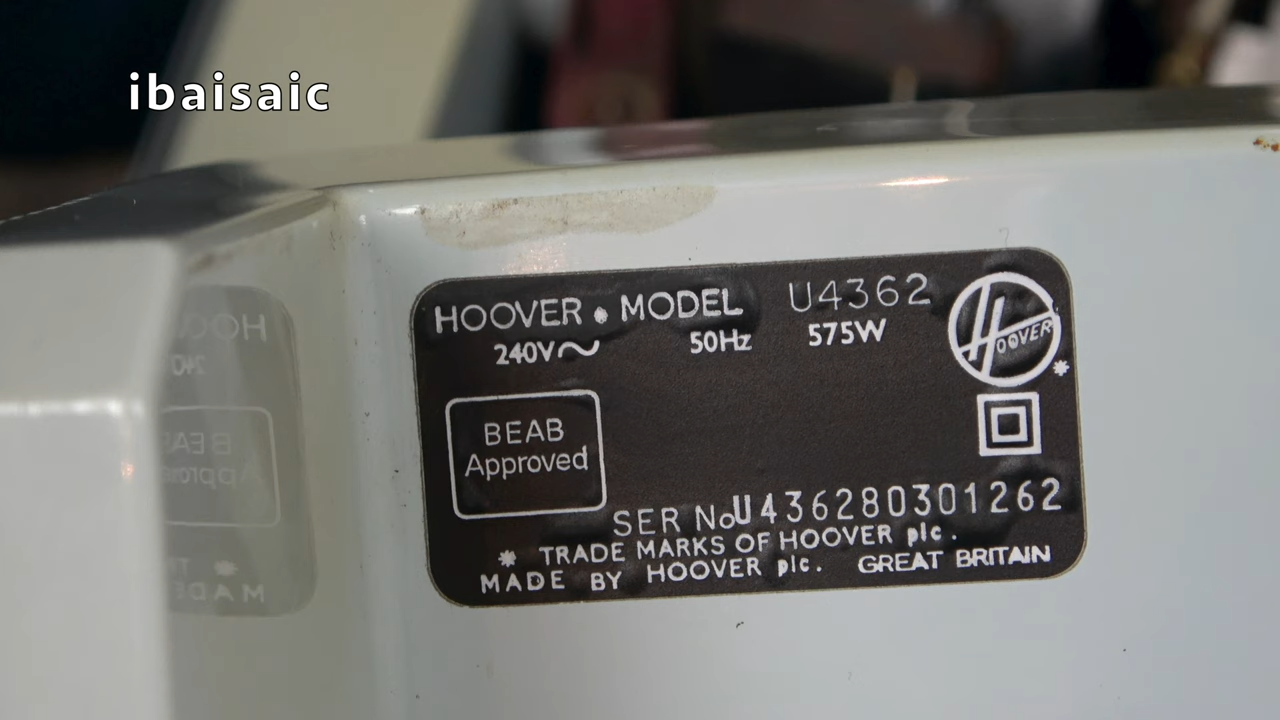 ibaisaic
HOOVER * MODEL U4362
240V~ 50Hz 575W
HOOVER
*
BEAB
Approved
SER No U436280301262
* TRADE MARKS OF HOOVER plc.
MADE BY HOOVER plc. GREAT BRITAIN